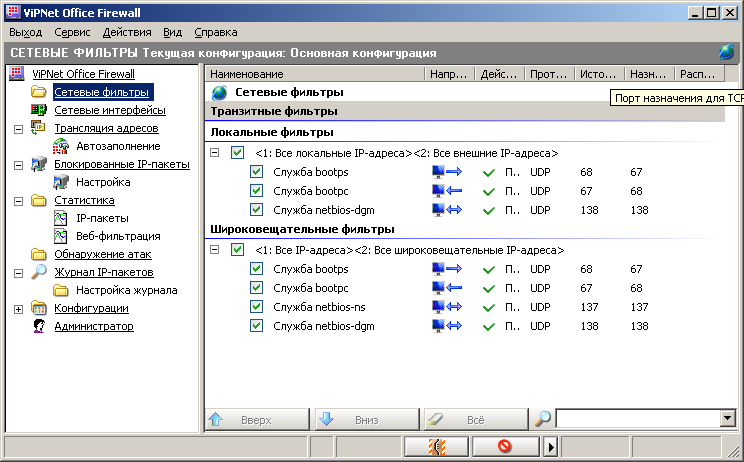 ViPNet Office Firewall
Выход Сервис Действия Вид Справка
СЕТЕВЫЕ ФИЛЬТРЫ Текущая конфигурация: Основная конфигурация
ViPNet Office Firewall
Сетевые фильтры
Сетевые интерфейсы
Трансляция адресов
Автозаполнение
Блокированные IP-пакеты
Настройка
Статистика
IP-пакеты
Веб-фильтрация
Обнаружение атак
Журнал IP-пакетов
Настройка журнала
Конфигурации
Администратор
Наименование Напр... Дейс... Прот... Исто... Назн... Расп...
Сетевые фильтры
Порт назначения для TCP
Транзитные фильтры
Локальные фильтры
<1: Все локальные IP-адреса><2: Все внешние IP-адреса>
Служба bootps П.. UDP 68 67
Служба bootpc П.. UDP 67 68
Служба netbios-dgm П.. UDP 138 138
Широковещательные фильтры
<1: Все IP-адреса><2: Все широковещательные IP-адреса>
Служба bootps П.. UDP 68 67
Служба bootpc П.. UDP 67 68
Служба netbios-ns П.. UDP 137 137
Служба netbios-dgm П.. UDP 138 138
Вверх Вниз Всё